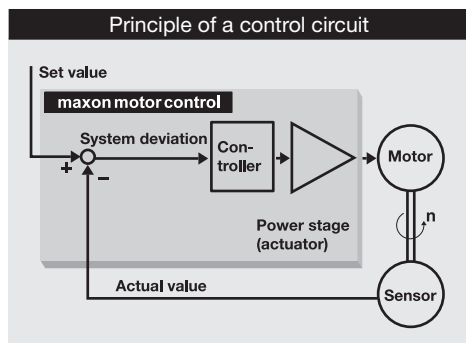 Principle of a control circuit
Set value
maxon motor control
System deviation
+
−
Con-
troller
Motor
n
Power stage
(actuator)
Actual value
Sensor